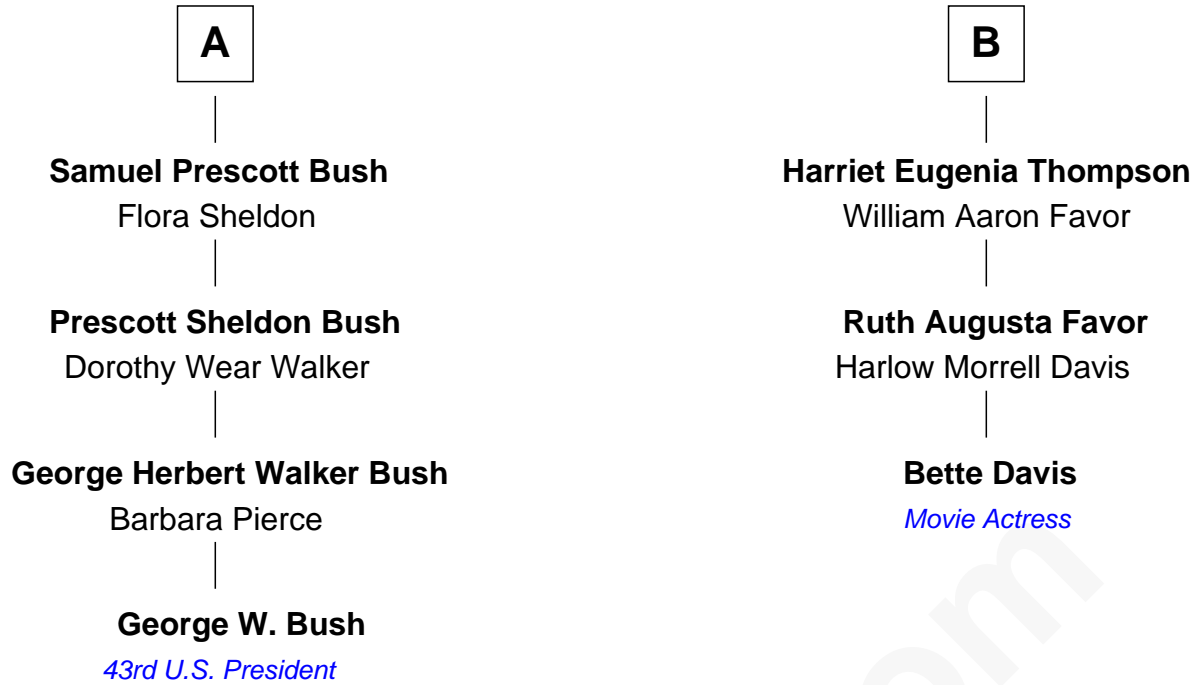 A
Samuel Prescott Bush
Flora Sheldon
Prescott Sheldon Bush
Dorothy Wear Walker
George Herbert Walker Bush
Barbara Pierce
George W. Bush
43rd U.S. President
B
Harriet Eugenia Thompson
William Aaron Favor
Ruth Augusta Favor
Harlow Morrell Davis
Bette Davis
Movie Actress